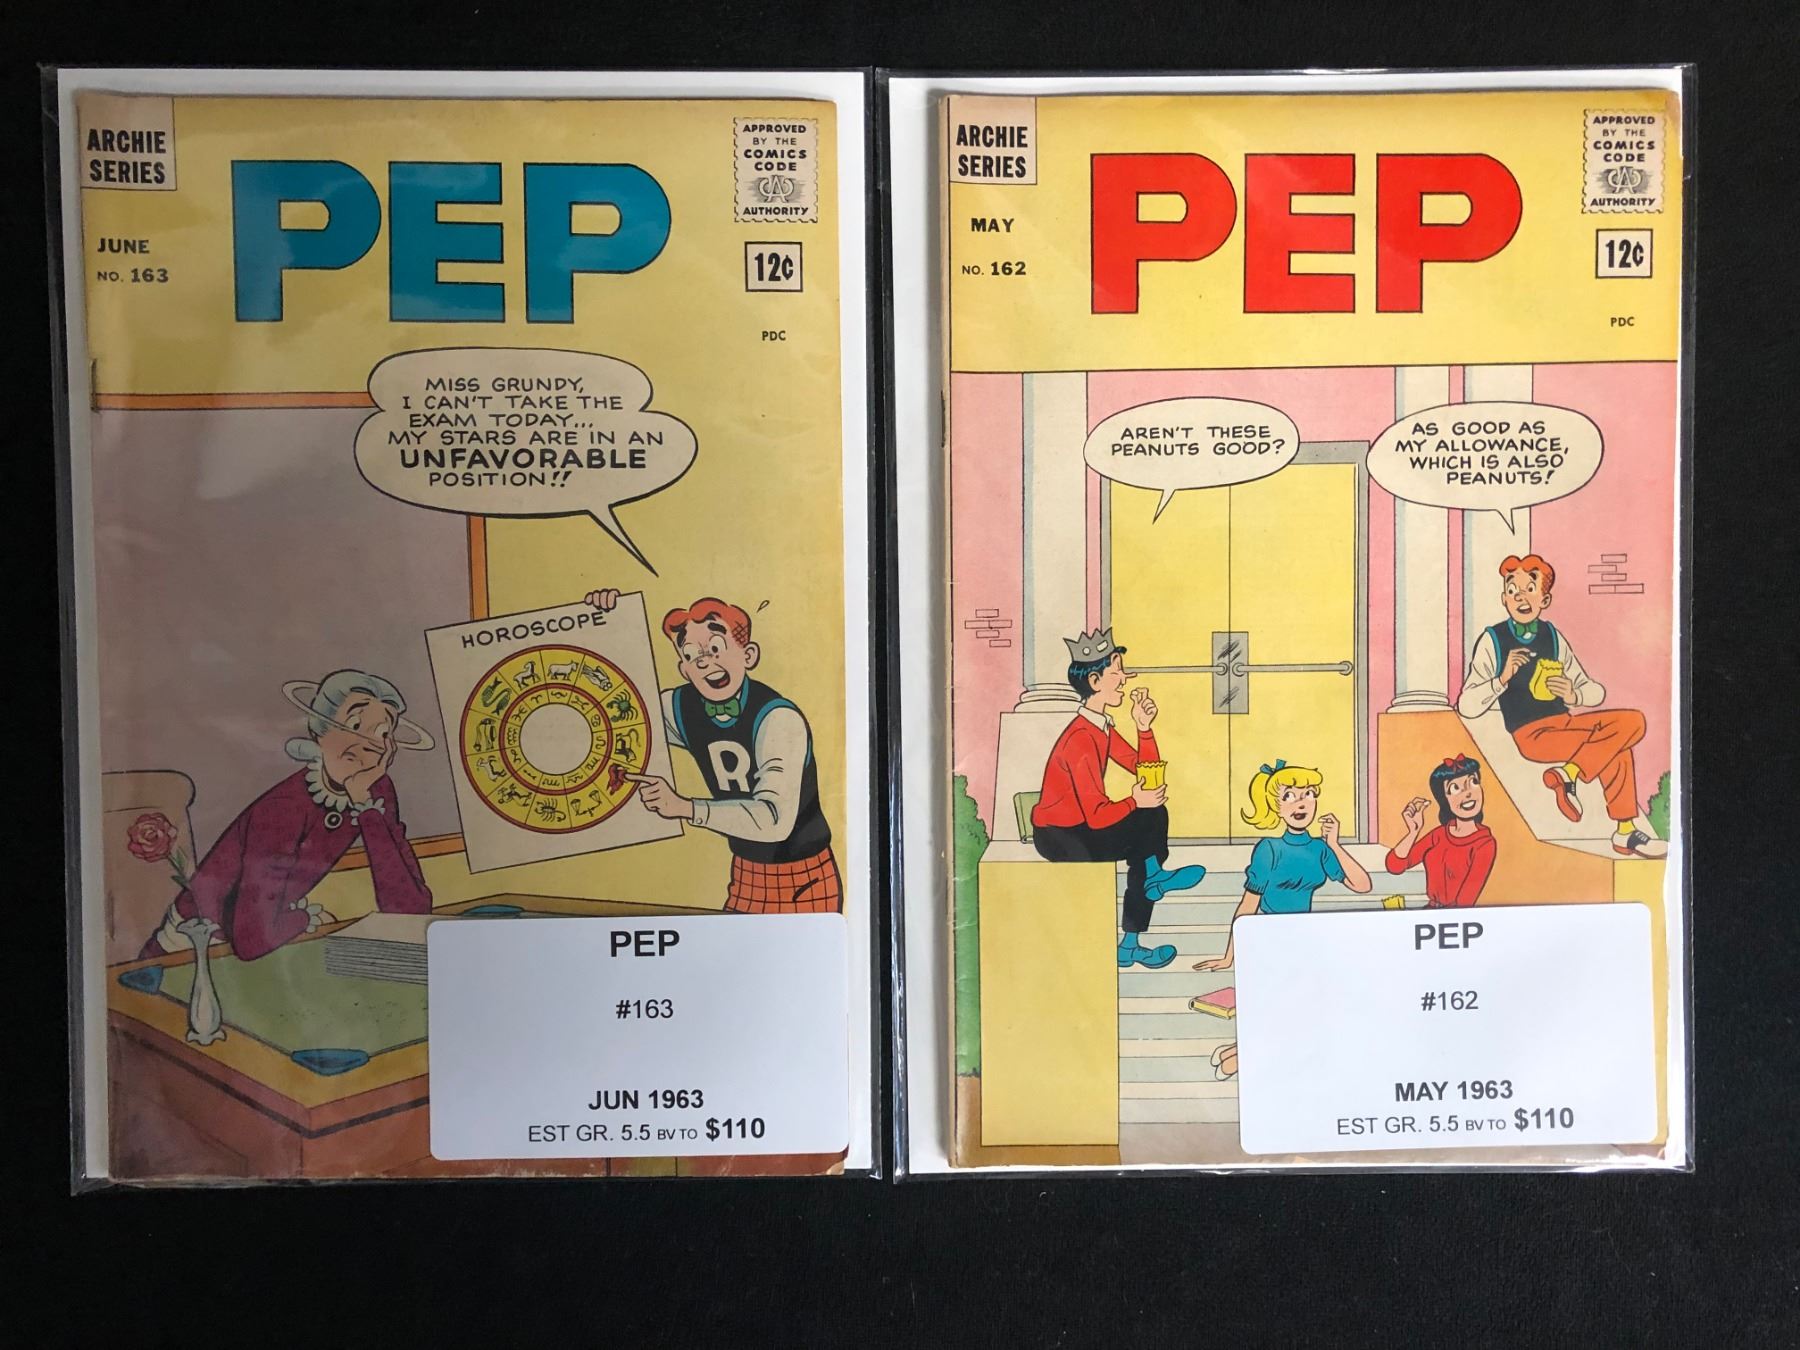 ARCHIE
SERIES
PEP
APPROVED
BY THE
COMICS
CODE
CA
AUTHORITY
JUNE
NO. 163
12¢
PDC
MISS GRUNDY,
I CAN'T TAKE THE
EXAM TODAY...
MY STARS ARE IN AN
UNFAVORABLE
POSITION!!
HOROSCOPE
R
PEP
#163
JUN 1963
EST GR. 5.5 BV TO $110
ARCHIE
SERIES
PEP
APPROVED
BY THE
COMICS
CODE
CA
AUTHORITY
MAY
NO. 162
12¢
PDC
AREN'T THESE
PEANUTS GOOD?
AS GOOD AS
MY ALLOWANCE,
WHICH IS ALSO
PEANUTS!
PEP
#162
MAY 1963
EST GR. 5.5 BV TO $110